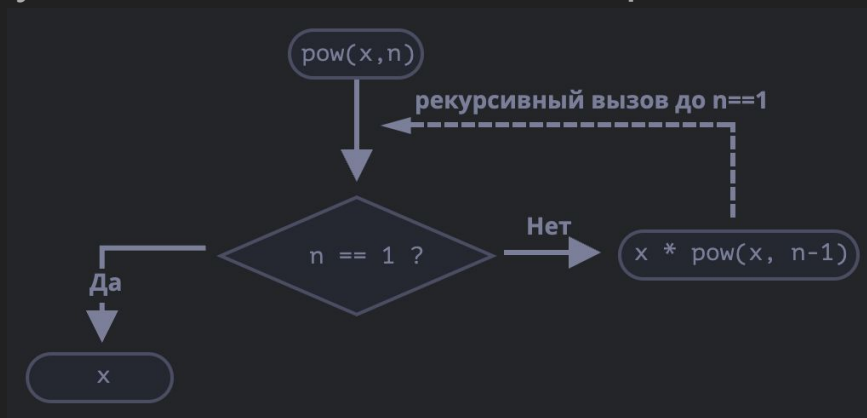 pow(x,n)
рекурсивный вызов до n==1
Нет
n == 1 ?
x * pow(x, n-1)
Да
x